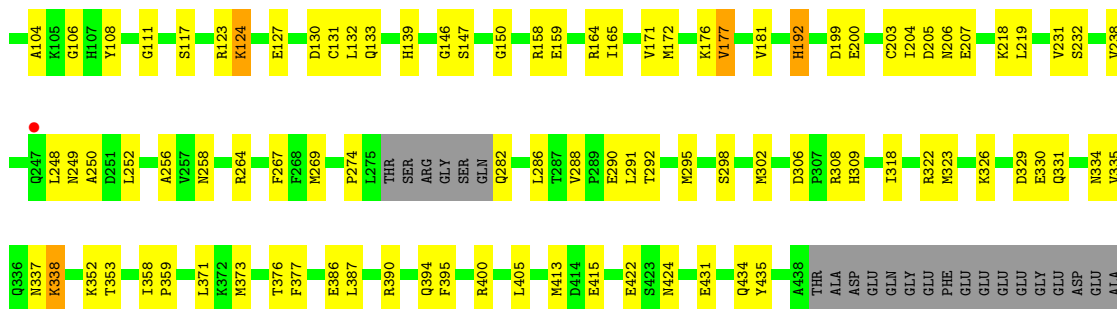 A104 K105 G106 H107 Y108 G111 S117 R123 K124 E127 D130 C131 L132 Q133 H139 G146 S147 G150 R158 E159 R164 I165 V171 M172 K176 V177 V181 H192 D199 E200 C203 I204 D205 N206 E207 K218 L219 V231 S232 V238
Q247 L248 N249 A250 D251 L252 A256 V257 N258 R264 F267 F268 M269 P274 L275 THR SER ARG GLY SER GLN Q282 L286 T287 V288 P289 E290 L291 T292 M295 S298 M302 D306 P307 R308 H309 I318 R322 M323 K326 D329 E330 Q331 N334 V335
Q336 N337 K338 K352 T353 I358 P359 L371 K372 M373 T376 F377 E386 L387 R390 Q394 F395 R400 L405 M413 D414 E415 E422 S423 N424 E431 Q434 Y435 A438 THR ALA ASP GLU GLN GLY GLU PHE GLU GLU GLU GLU GLY GLU ASP GLU ALA